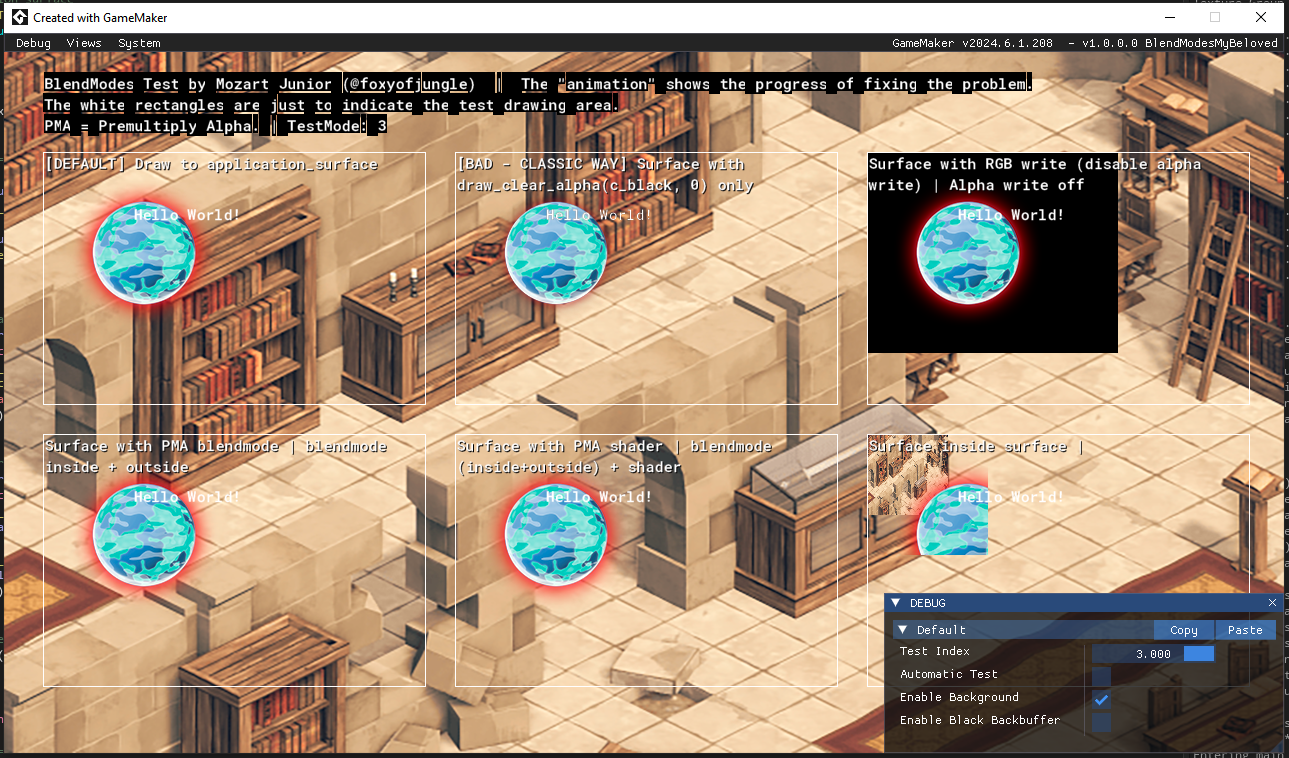 Created with GameMaker
Debug Views System
GameMaker v2024.6.1.208 - v1.0.0.0 BlendModesMyBeloved
BlendModes Test by Mozart Junior (@foxyofjungle) | The "animation" shows the progress of fixing the problem.
The white rectangles are just to indicate the test drawing area.
PMA = Premultiply Alpha. | TestMode: 3
[DEFAULT] Draw to application_surface
Hello World!
[BAD - CLASSIC WAY] Surface with
draw_clear_alpha(c_black, 0) only
Hello World!
Surface with RGB write (disable alpha
write) | Alpha write off
Hello World!
Surface with PMA blendmode | blendmode
inside + outside
Hello World!
Surface with PMA shader | blendmode
(inside+outside) + shader
Hello World!
Surface inside surface |
Hello World!
DEBUG
Default
Copy Paste
Test Index 3.000
Automatic Test
Enable Background
Enable Black Backbuffer